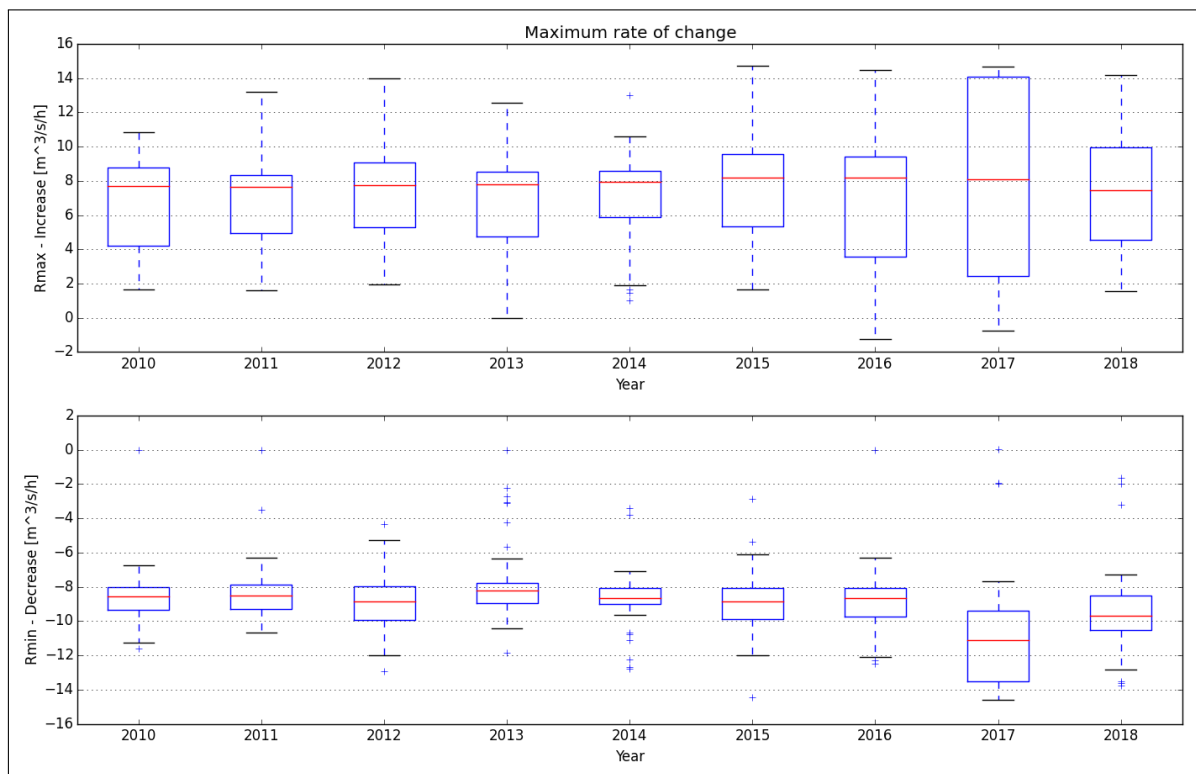 Maximum rate of change
Rmax - Increase [m^3/s/h]
16
14
12
10
8
6
4
2
0
−2
2010 2011 2012 2013 2014 2015 2016 2017 2018
Year
Rmin - Decrease [m^3/s/h]
2
0
−2
−4
−6
−8
−10
−12
−14
−16
2010 2011 2012 2013 2014 2015 2016 2017 2018
Year